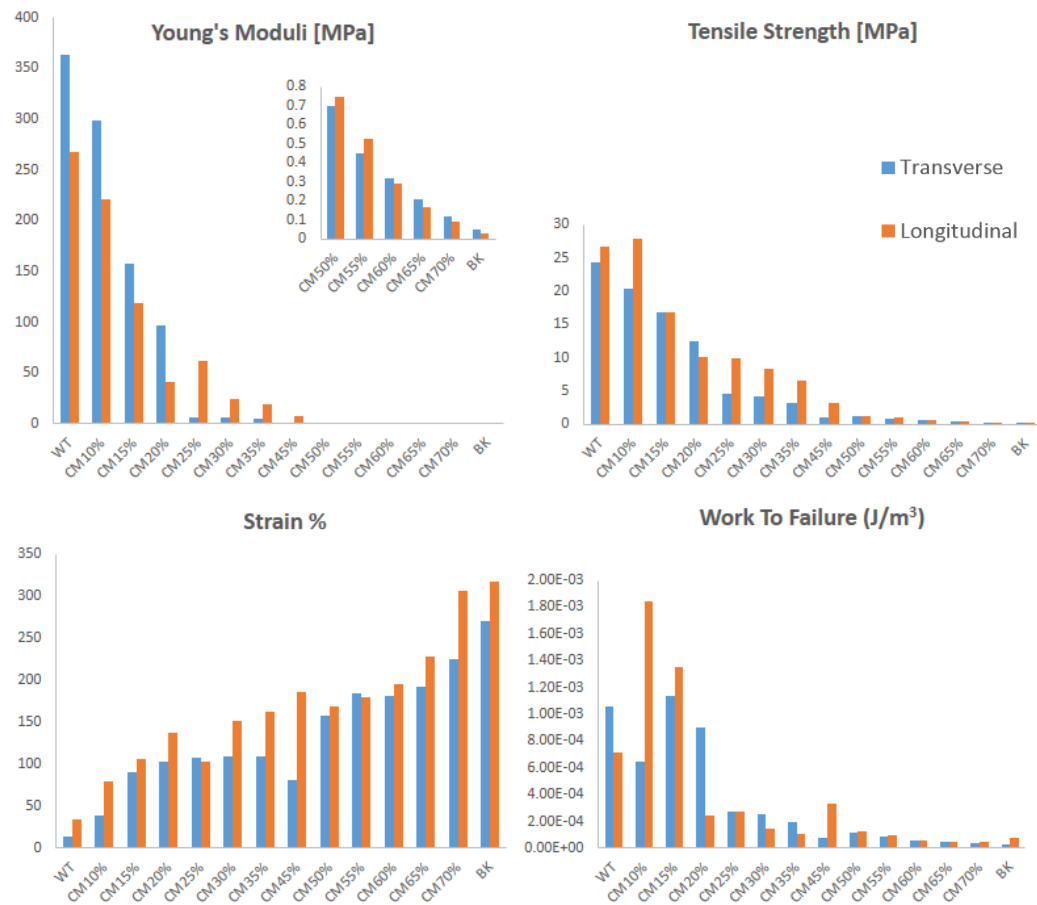 Young's Moduli [MPa]
400
350
300
250
200
150
100
50
0
WT CM10% CM15% CM20% CM25% CM30% CM35% CM45% CM50% CM55% CM60% CM65% CM70% BK
0.8
0.7
0.6
0.5
0.4
0.3
0.2
0.1
0
CM50% CM55% CM60% CM65% CM70% BK
Tensile Strength [MPa]
Transverse
Longitudinal
30
25
20
15
10
5
0
WT CM10% CM15% CM20% CM25% CM30% CM35% CM45% CM50% CM55% CM60% CM65% CM70% BK
Strain %
350
300
250
200
150
100
50
0
WT CM10% CM15% CM20% CM25% CM30% CM35% CM45% CM50% CM55% CM60% CM65% CM70% BK
Work To Failure (J/m³)
2.00E-03
1.80E-03
1.60E-03
1.40E-03
1.20E-03
1.00E-03
8.00E-04
6.00E-04
4.00E-04
2.00E-04
0.00E+00
WT CM10% CM15% CM20% CM25% CM30% CM35% CM45% CM50% CM55% CM60% CM65% CM70% BK